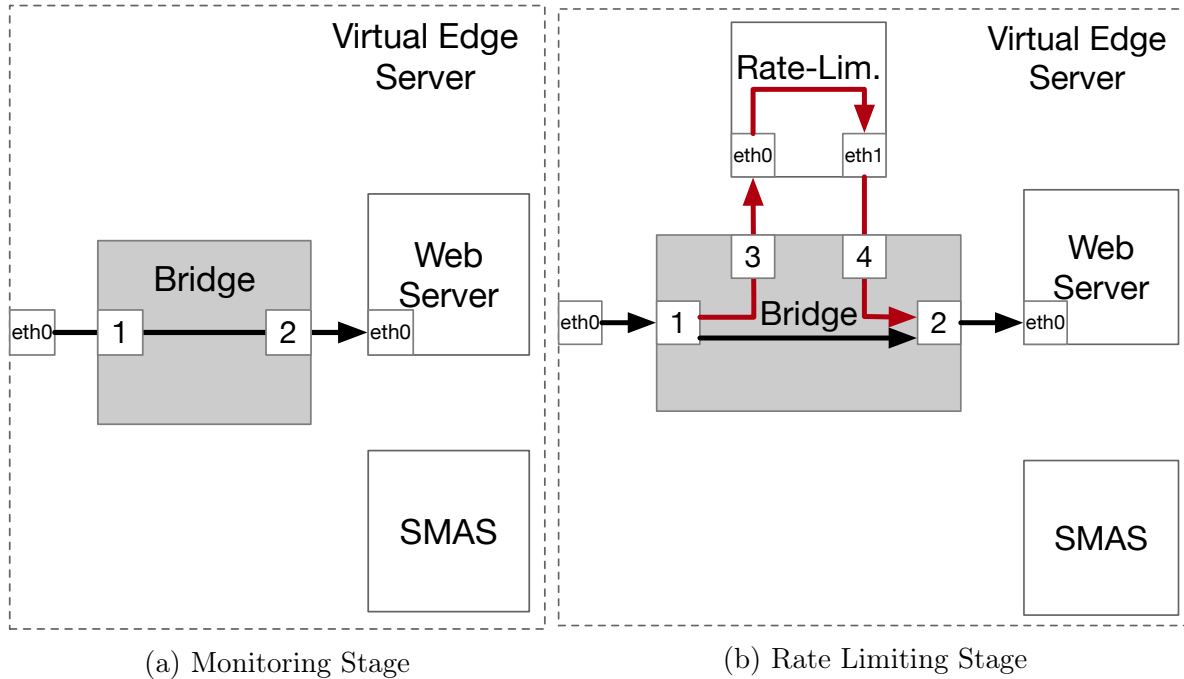 Virtual Edge
Server
Bridge
eth0
1
2
Web
Server
eth0
SMAS
(a) Monitoring Stage
Virtual Edge
Server
Rate-Lim.
eth0
eth1
3
4
eth0
1
Bridge
2
Web
Server
eth0
SMAS
(b) Rate Limiting Stage